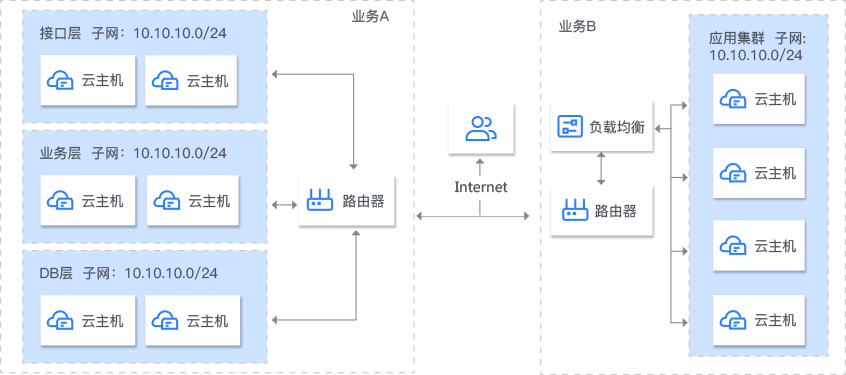 业务A
接口层 子网：10.10.10.0/24
云主机
云主机
业务层 子网：10.10.10.0/24
云主机
云主机
DB层 子网：10.10.10.0/24
云主机
云主机
路由器
Internet
业务B
负载均衡
路由器
应用集群 子网:
10.10.10.0/24
云主机
云主机
云主机
云主机